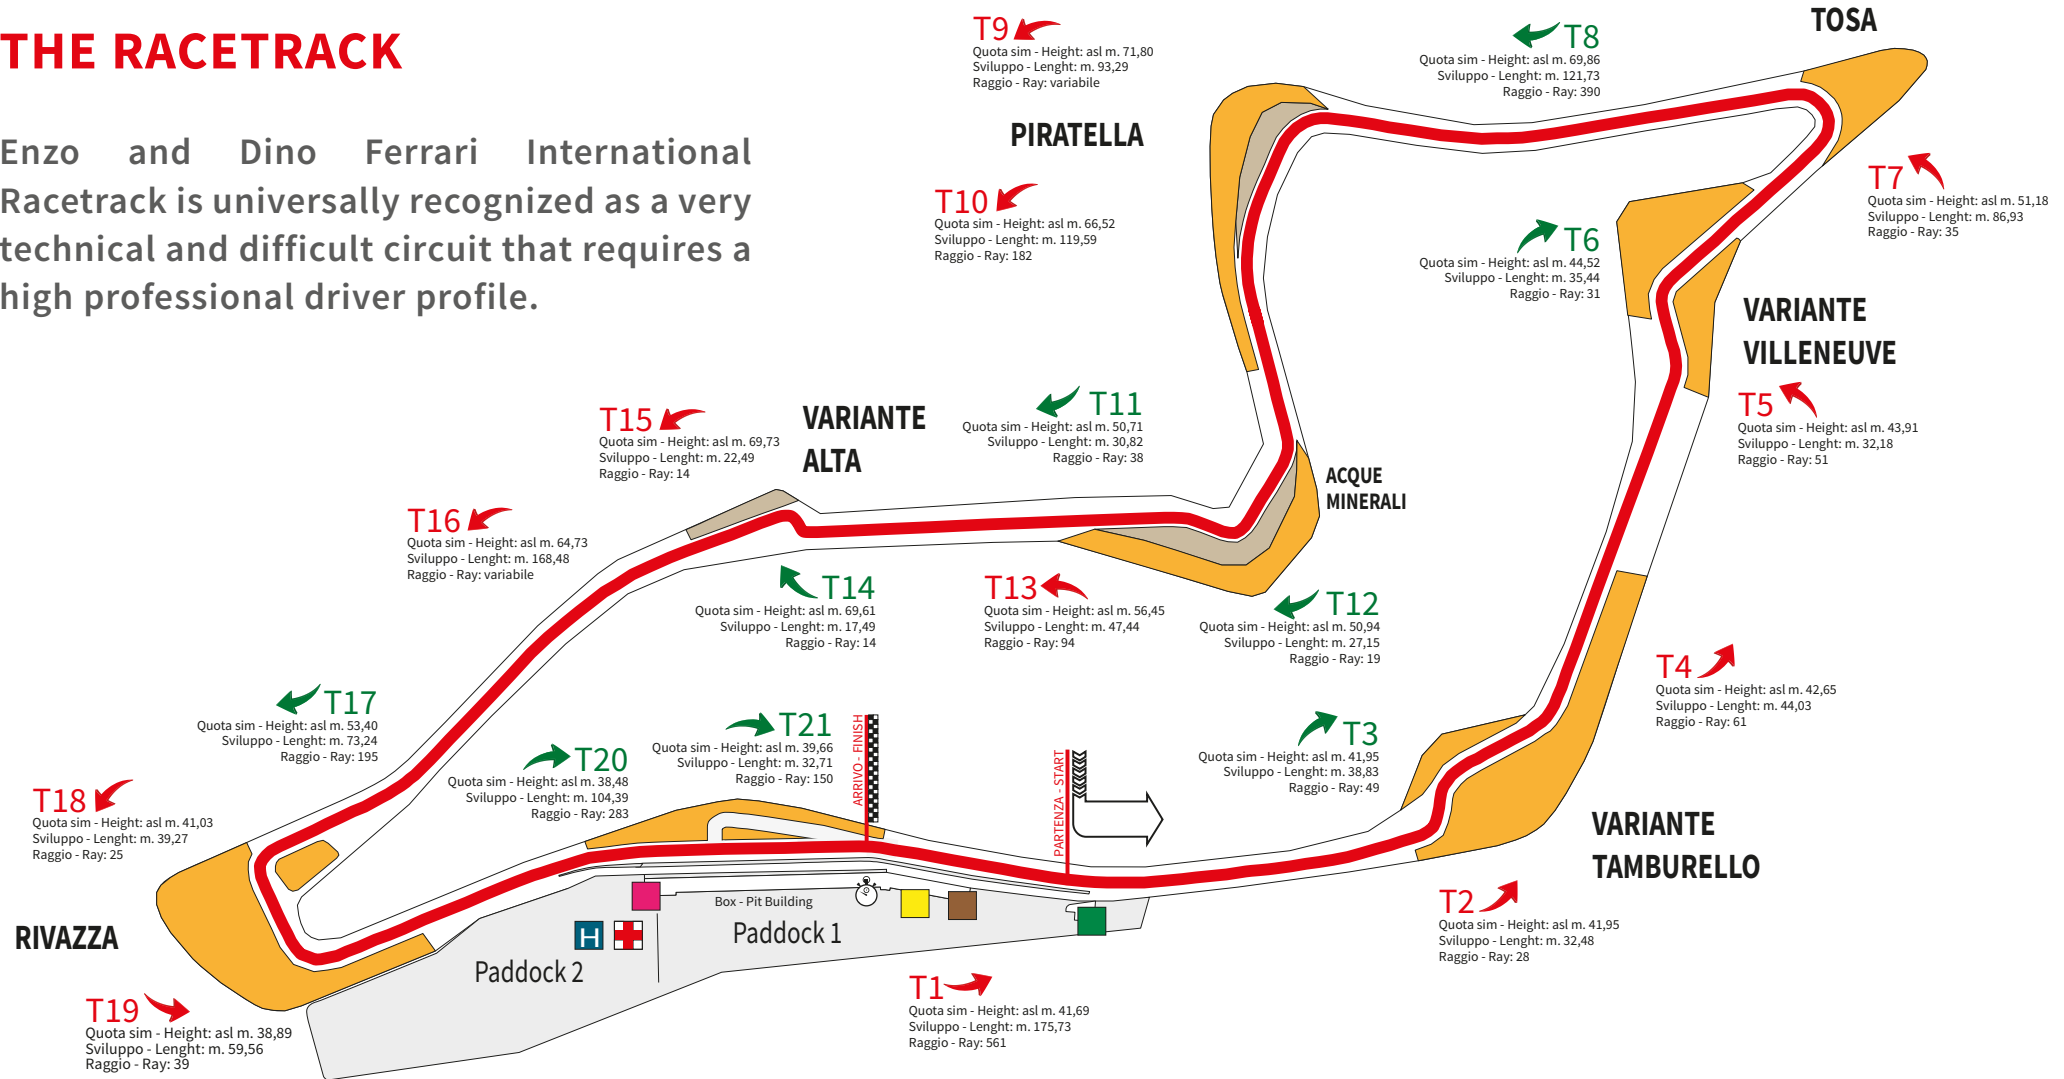 THE RACETRACK
Enzo and Dino Ferrari International
Racetrack is universally recognized as a very
technical and difficult circuit that requires a
high professional driver profile.
T9
Quota sim - Height: asl m. 71,80
Sviluppo - Lenght: m. 93,29
Raggio - Ray: variabile
T8
Quota sim - Height: asl m. 69,86
Sviluppo - Lenght: m. 121,73
Raggio - Ray: 390
TOSA
PIRATELLA
T10
Quota sim - Height: asl m. 66,52
Sviluppo - Lenght: m. 119,59
Raggio - Ray: 182
T7
Quota sim - Height: asl m. 51,18
Sviluppo - Lenght: m. 86,93
Raggio - Ray: 35
T6
Quota sim - Height: asl m. 44,52
Sviluppo - Lenght: m. 35,44
Raggio - Ray: 31
VARIANTE
VILLENEUVE
T5
Quota sim - Height: asl m. 43,91
Sviluppo - Lenght: m. 32,18
Raggio - Ray: 51
T15
Quota sim - Height: asl m. 69,73
Sviluppo - Lenght: m. 22,49
Raggio - Ray: 14
VARIANTE
ALTA
T11
Quota sim - Height: asl m. 50,71
Sviluppo - Lenght: m. 30,82
Raggio - Ray: 38
ACQUE
MINERALI
T16
Quota sim - Height: asl m. 64,73
Sviluppo - Lenght: m. 168,48
Raggio - Ray: variabile
T14
Quota sim - Height: asl m. 69,61
Sviluppo - Lenght: m. 17,49
Raggio - Ray: 14
T13
Quota sim - Height: asl m. 56,45
Sviluppo - Lenght: m. 47,44
Raggio - Ray: 94
T12
Quota sim - Height: asl m. 50,94
Sviluppo - Lenght: m. 27,15
Raggio - Ray: 19
T4
Quota sim - Height: asl m. 42,65
Sviluppo - Lenght: m. 44,03
Raggio - Ray: 61
T17
Quota sim - Height: asl m. 53,40
Sviluppo - Lenght: m. 73,24
Raggio - Ray: 195
T20
Quota sim - Height: asl m. 38,48
Sviluppo - Lenght: m. 104,39
Raggio - Ray: 283
T21
Quota sim - Height: asl m. 39,66
Sviluppo - Lenght: m. 32,71
Raggio - Ray: 150
ARRIVO - FINISH
PARTENZA - START
T3
Quota sim - Height: asl m. 41,95
Sviluppo - Lenght: m. 38,83
Raggio - Ray: 49
T18
Quota sim - Height: asl m. 41,03
Sviluppo - Lenght: m. 39,27
Raggio - Ray: 25
VARIANTE
TAMBURELLO
RIVAZZA
Box - Pit Building
Paddock 1
H
Paddock 2
T2
Quota sim - Height: asl m. 41,95
Sviluppo - Lenght: m. 32,48
Raggio - Ray: 28
T1
Quota sim - Height: asl m. 41,69
Sviluppo - Lenght: m. 175,73
Raggio - Ray: 561
T19
Quota sim - Height: asl m. 38,89
Sviluppo - Lenght: m. 59,56
Raggio - Ray: 39